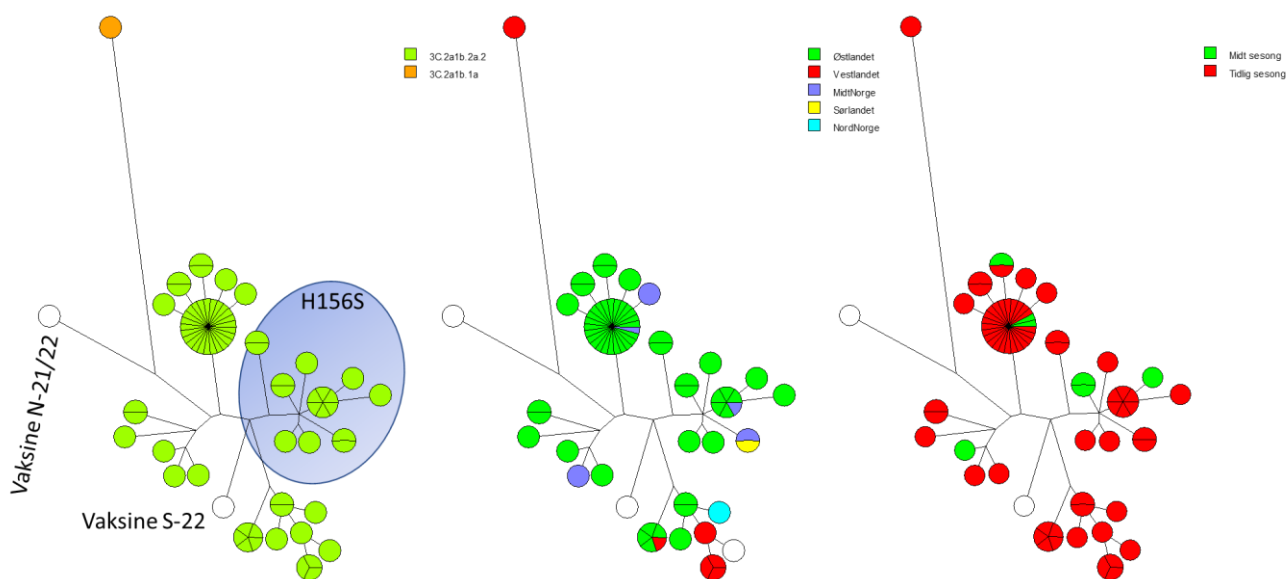 3C.2a1b.2a.2
3C.2a1b.1a
Østlandet
Vestlandet
MidtNorge
Sørlandet
NordNorge
Midt sesong
Tidlig sesong
H156S
Vaksine N-21/22
Vaksine S-22